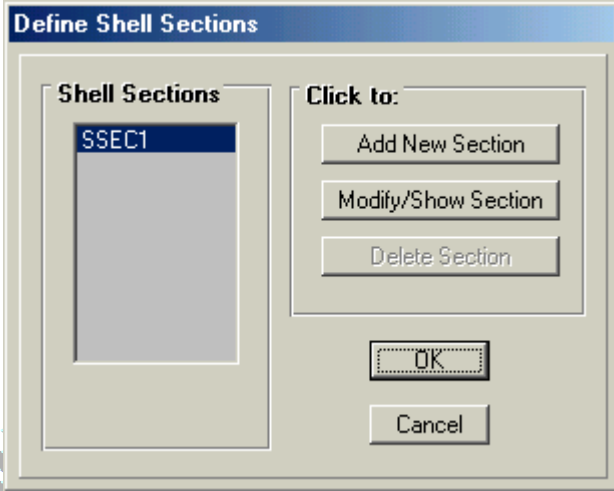 Define Shell Sections
Shell Sections
SSEC1
Click to:
Add New Section
Modify/Show Section
Delete Section
OK
Cancel